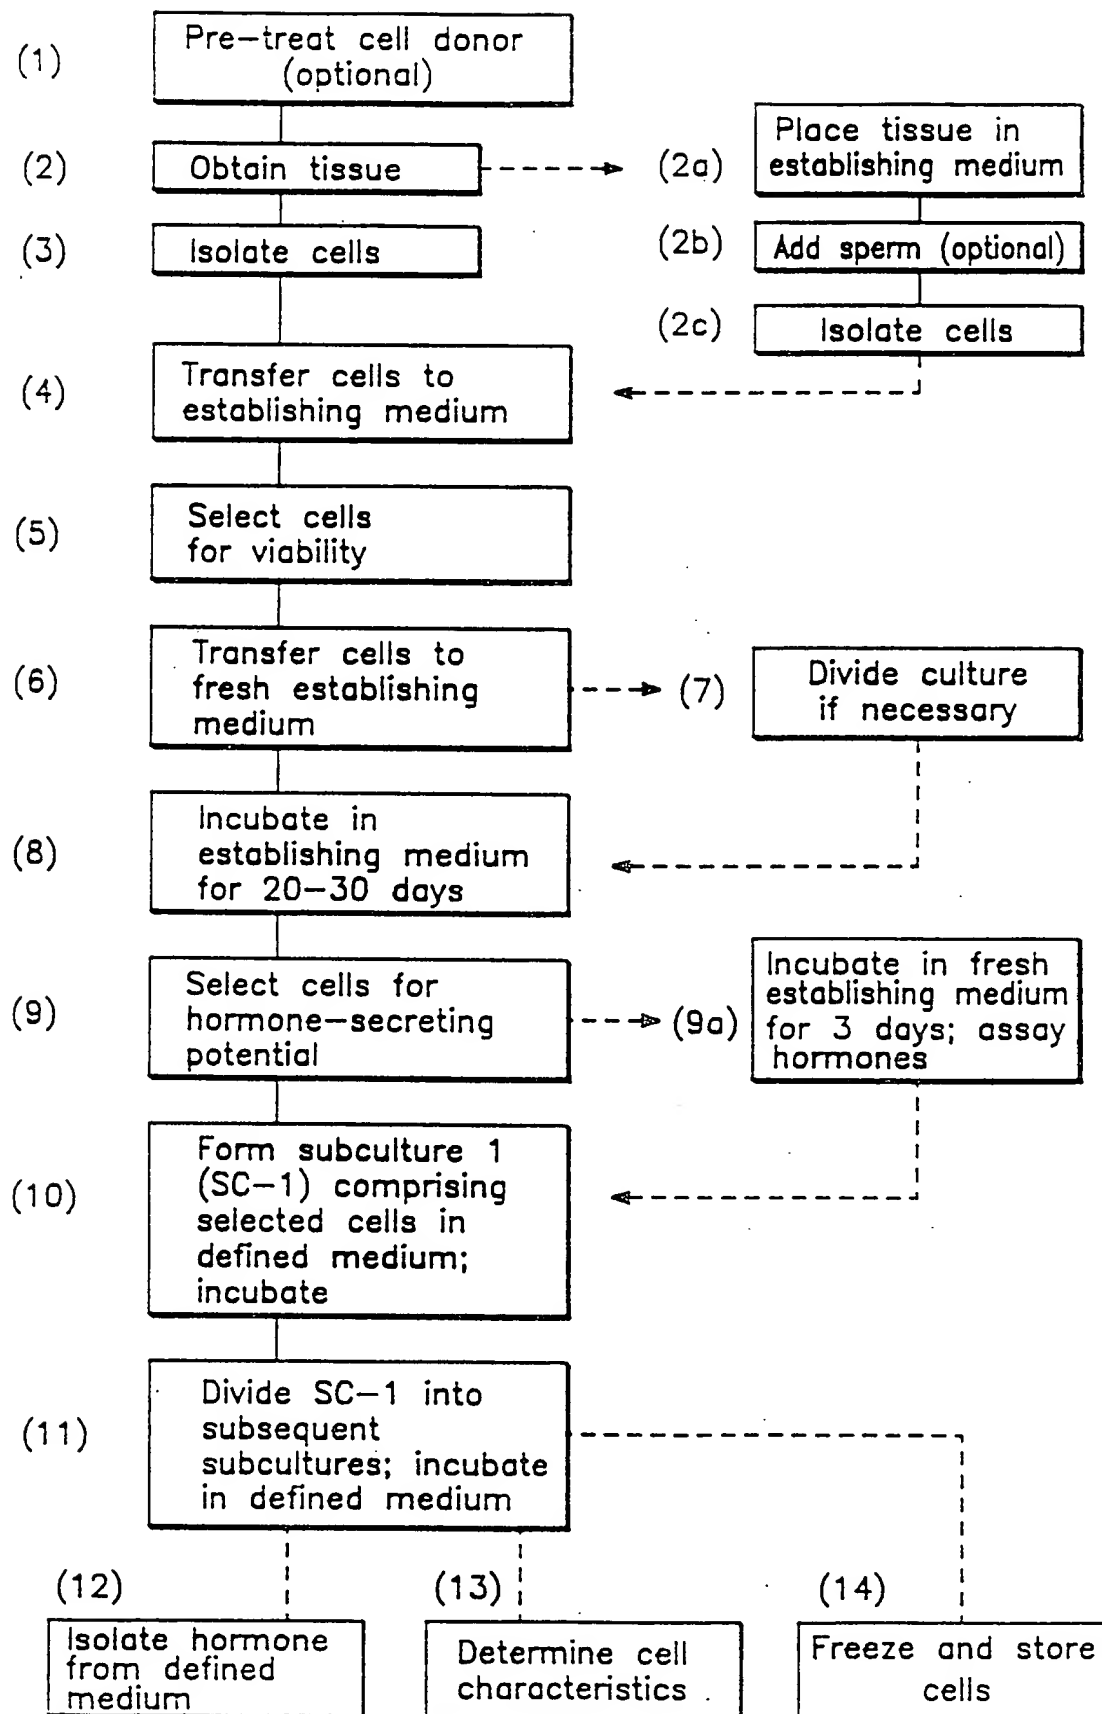 (1)
Pre-treat cell donor
(optional)
(2)
Obtain tissue
(2a)
Place tissue in
establishing medium
(3)
Isolate cells
(2b)
Add sperm (optional)
(2c)
Isolate cells
(4)
Transfer cells to
establishing medium
(5)
Select cells
for viability
(6)
Transfer cells to
fresh establishing
medium
(7)
Divide culture
if necessary
(8)
Incubate in
establishing medium
for 20-30 days
(9)
Select cells for
hormone-secreting
potential
(9a)
Incubate in fresh
establishing medium
for 3 days; assay
hormones
(10)
Form subculture 1
(SC-1) comprising
selected cells in
defined medium;
incubate
(11)
Divide SC-1 into
subsequent
subcultures; incubate
in defined medium
(12)
Isolate hormone
from defined
medium
(13)
Determine cell
characteristics
(14)
Freeze and store
cells